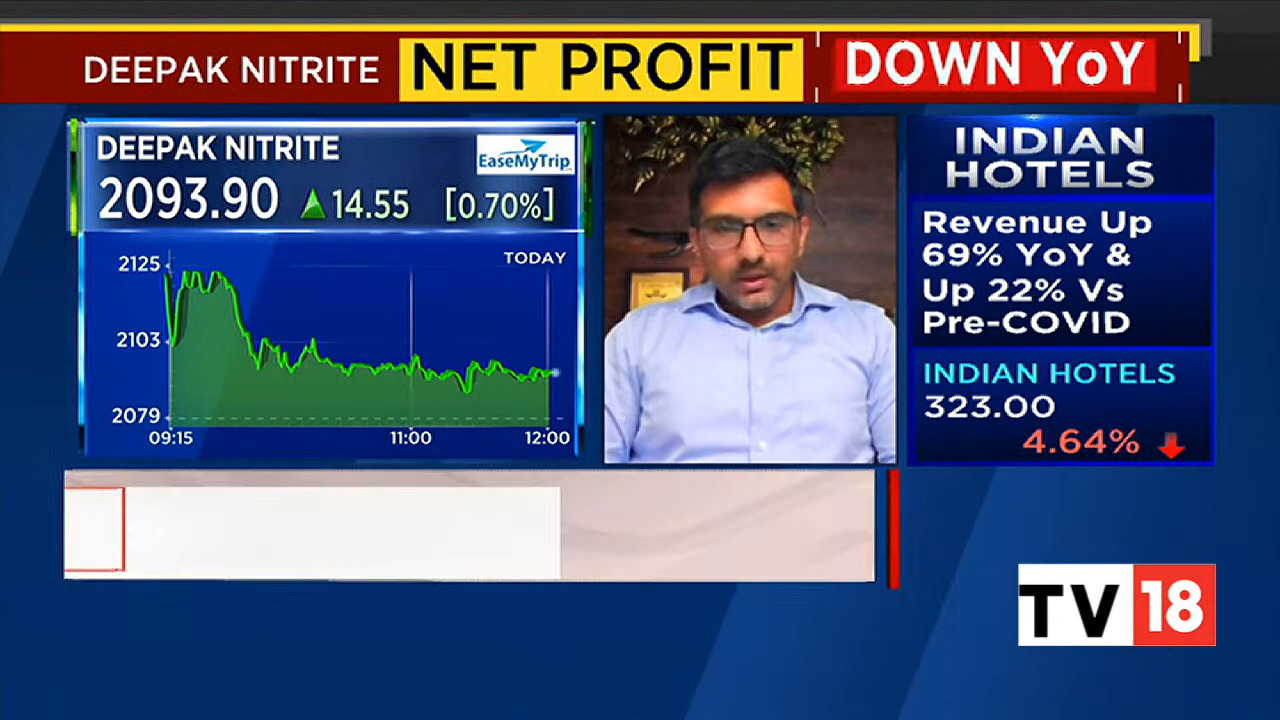 DEEPAK NITRITE NET PROFIT DOWN YoY
DEEPAK NITRITE
EaseMyTrip
2093.90 14.55 [0.70%]
TODAY
2125
2103
2079
09:15 11:00 12:00
INDIAN
HOTELS
Revenue Up
69% YoY &
Up 22% Vs
Pre-COVID
INDIAN HOTELS
323.00
4.64%
TV18